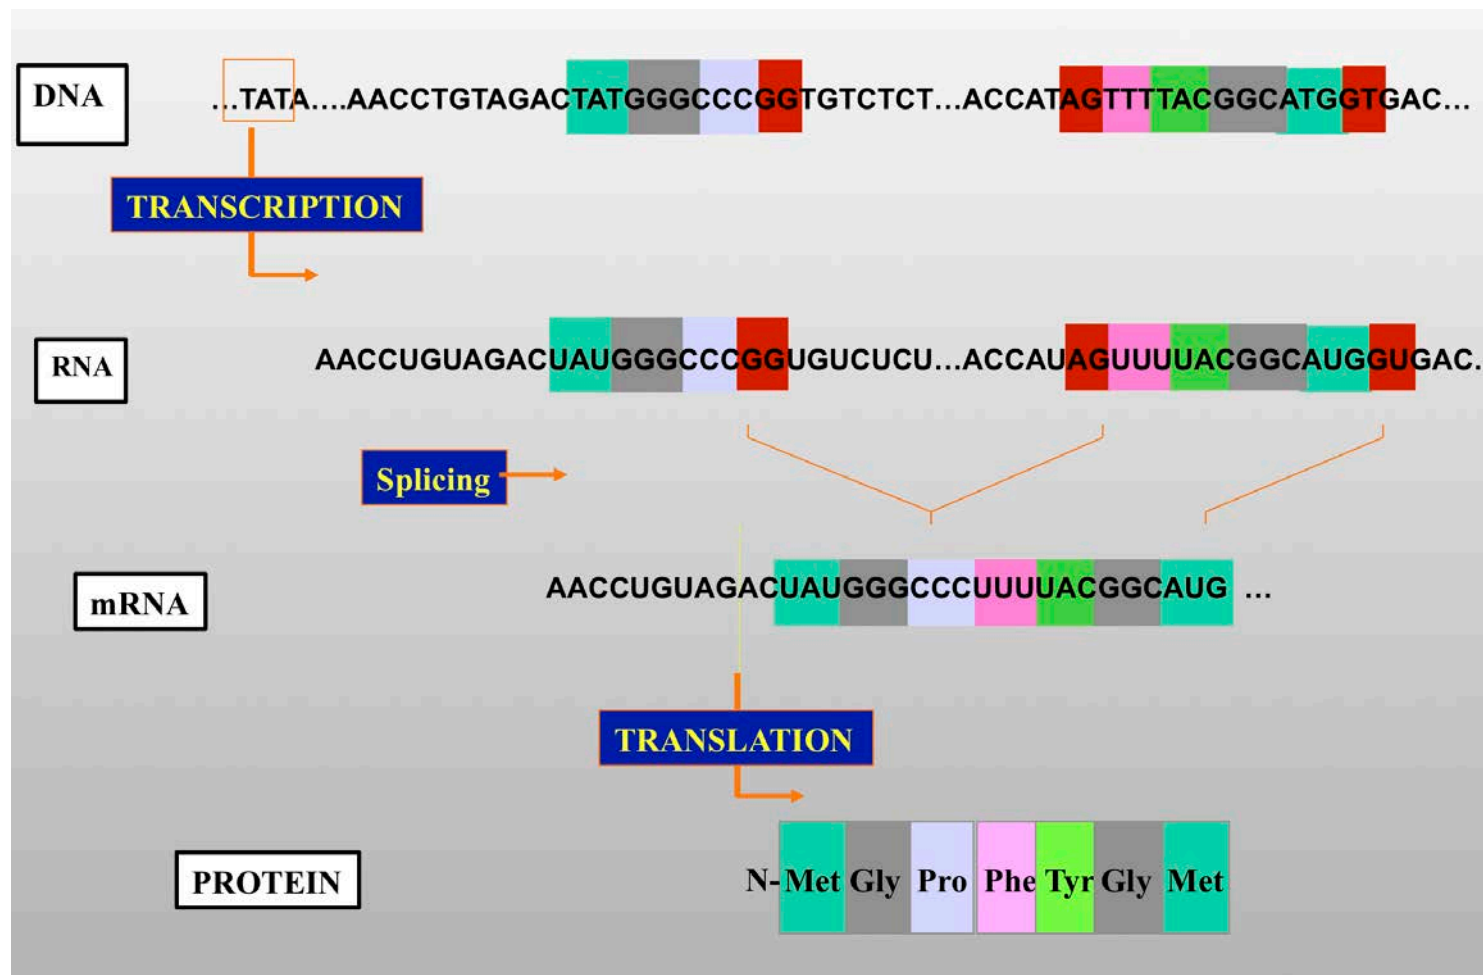 DNA
...TATA....AACCTGTAGACTATGGGCCCGGTGTCTCT...ACCATAGTTTTACGGCATGGTGAC...
TRANSCRIPTION
RNA
AACCUGUAGACUAUGGGCCCGGUGUCUCU...ACCAUAGUUUUACGGCAUGGUGAC.
Splicing
mRNA
AACCUGUAGACUAUGGGCCCUUUUACGGCAUG ...
TRANSLATION
PROTEIN
N-Met Gly Pro Phe Tyr Gly Met